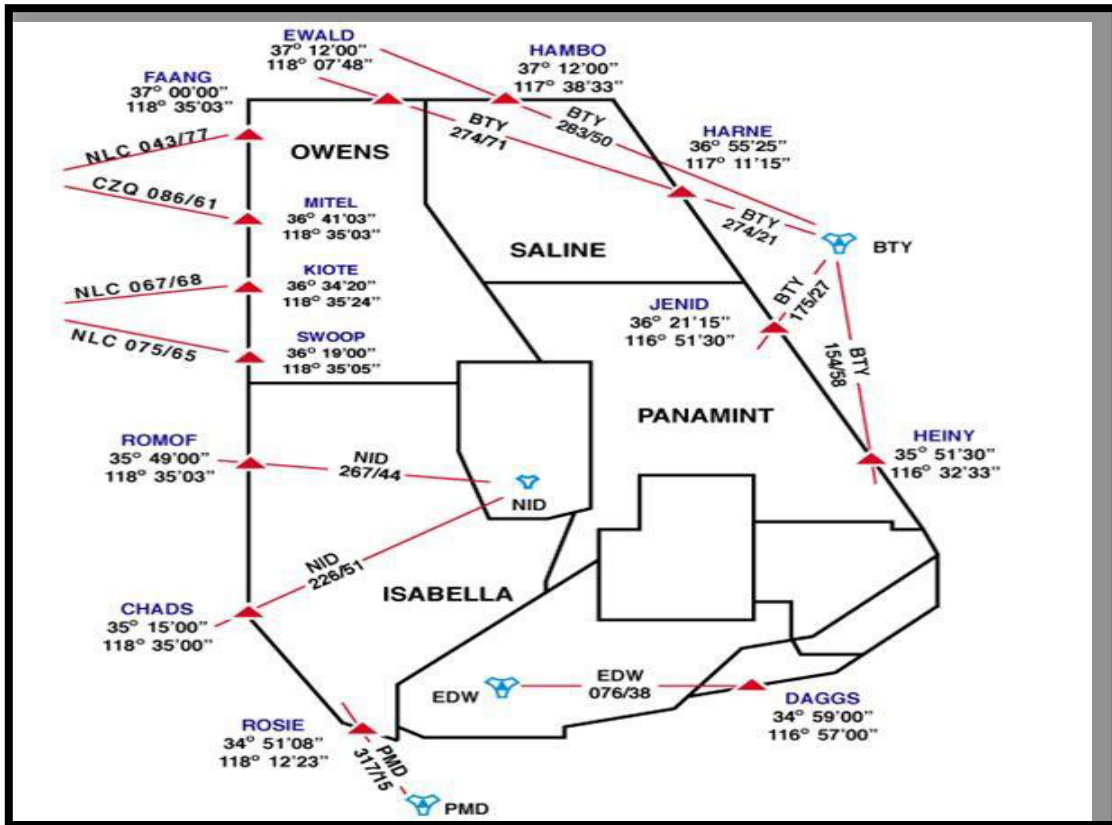 EWALD
37° 12'00"
118° 07'48"
HAMBO
37° 12'00"
117° 38'33"
FAANG
37° 00'00"
118° 35'03"
BTY
274/71
BTY
283/50
HARNE
36° 55'25"
117° 11'15"
NLC 043/77
OWENS
CZQ 086/61
MITEL
36° 41'03"
118° 35'03"
BTY
274/21
BTY
SALINE
KIOTE
36° 34'20"
118° 35'24"
NLC 067/68
JENID
36° 21'15"
116° 51'30"
BTY
175/27
NLC 075/65
SWOOP
36° 19'00"
118° 35'05"
BTY
154/58
PANAMINT
ROMOF
35° 49'00"
118° 35'03"
NID
267/44
HEINY
35° 51'30"
116° 32'33"
NID
NID
226/51
ISABELLA
CHADS
35° 15'00"
118° 35'00"
EDW
EDW
076/38
DAGGS
34° 59'00"
116° 57'00"
ROSIE
34° 51'08"
118° 12'23"
PMD
317/15
PMD